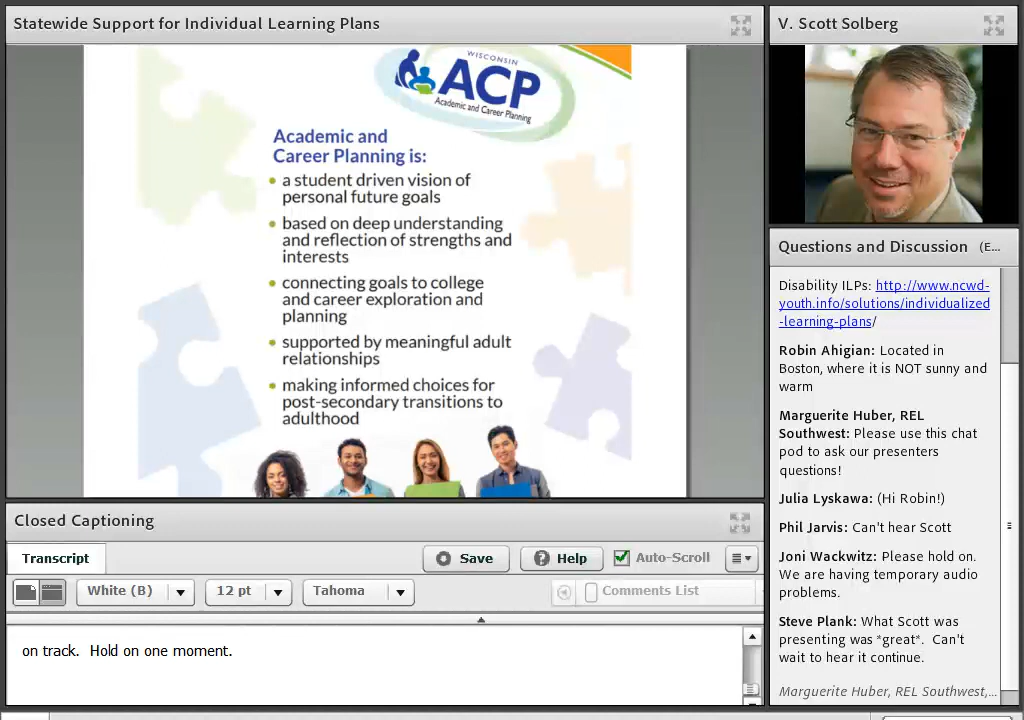 Statewide Support for Individual Learning Plans
WISCONSIN
ACP
Academic and Career Planning
Academic and
Career Planning is:
• a student driven vision of
personal future goals
• based on deep understanding
and reflection of strengths and
interests
• connecting goals to college
and career exploration and
planning
• supported by meaningful adult
relationships
• making informed choices for
post-secondary transitions to
adulthood
V. Scott Solberg
Questions and Discussion (E...
Disability ILPs: http://www.ncwd-
youth.info/solutions/individualized
-learning-plans/
Robin Ahigian: Located in
Boston, where it is NOT sunny and
warm
Marguerite Huber, REL
Southwest: Please use this chat
pod to ask our presenters
questions!
Julia Lyskawa: (Hi Robin!)
Phil Jarvis: Can't hear Scott
Joni Wackwitz: Please hold on.
We are having temporary audio
problems.
Steve Plank: What Scott was
presenting was *great*. Can't
wait to hear it continue.
Marguerite Huber, REL Southwest,...
Closed Captioning
Transcript
Save
Help
Auto-Scroll
White (B)
12 pt
Tahoma
Comments List
on track. Hold on one moment.